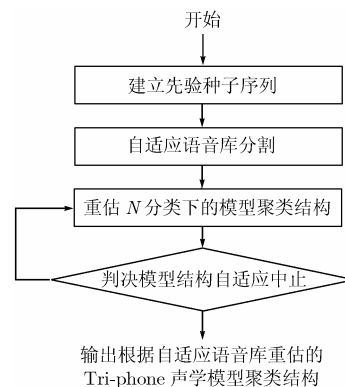 开始
建立先验种子序列
自适应语音库分割
重估 N 分类下的模型聚类结构
判决模型结构自适应中止
输出根据自适应语音库重估的
Tri-phone 声学模型聚类结构